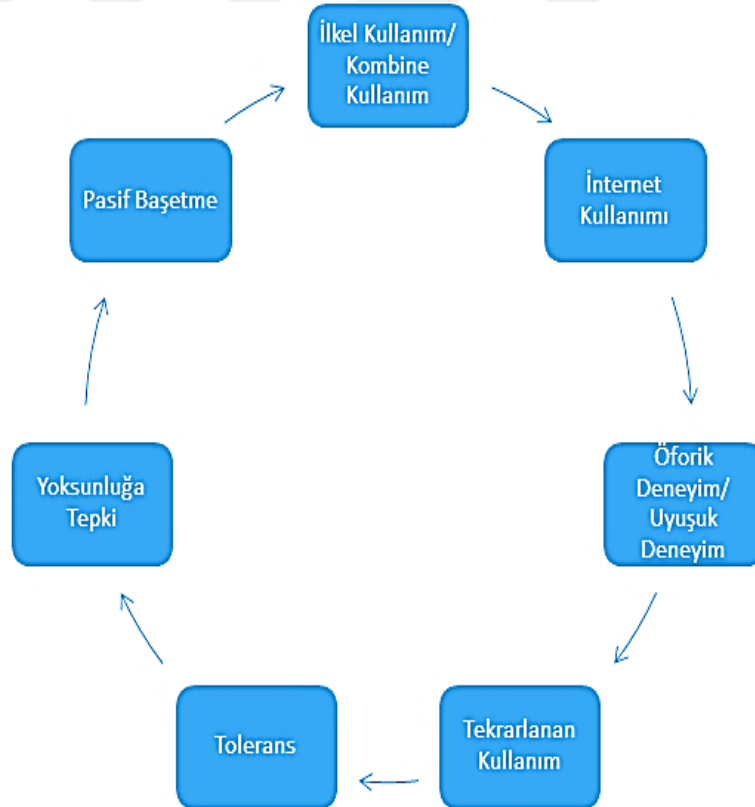 İlkel Kullanım/
Kombine
Kullanım
İnternet
Kullanımı
Öforik
Deneyim/
Uyuşuk
Deneyim
Tekrarlanan
Kullanım
Tolerans
Yoksunluğa
Tepki
Pasif Başetme